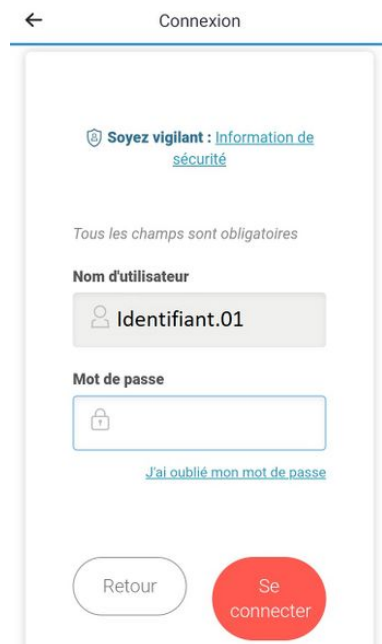 Connexion
Soyez vigilant : Information de
sécurité
Tous les champs sont obligatoires
Nom d'utilisateur
Identifiant.01
Mot de passe
J'ai oublié mon mot de passe
Retour
Se
connecter